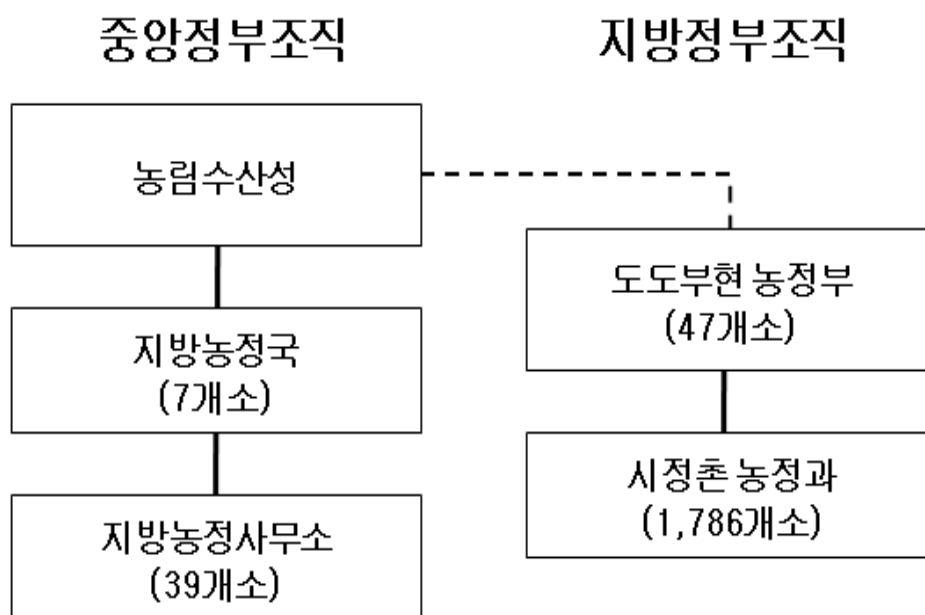 중앙정부조직
지방정부조직
농림수산성
도도부현 농정부
(47개소)
지방농정국
(7개소)
시정촌 농정과
(1,786개소)
지방농정사무소
(39개소)